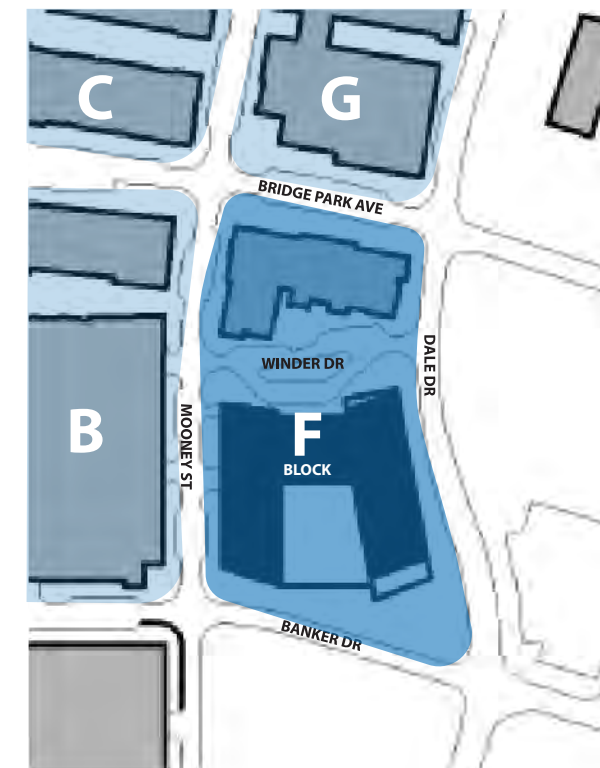 C
G
BRIDGE PARK AVE
WINDER DR
DALE DR
MOONEY ST
B
F
BLOCK
BANKER DR